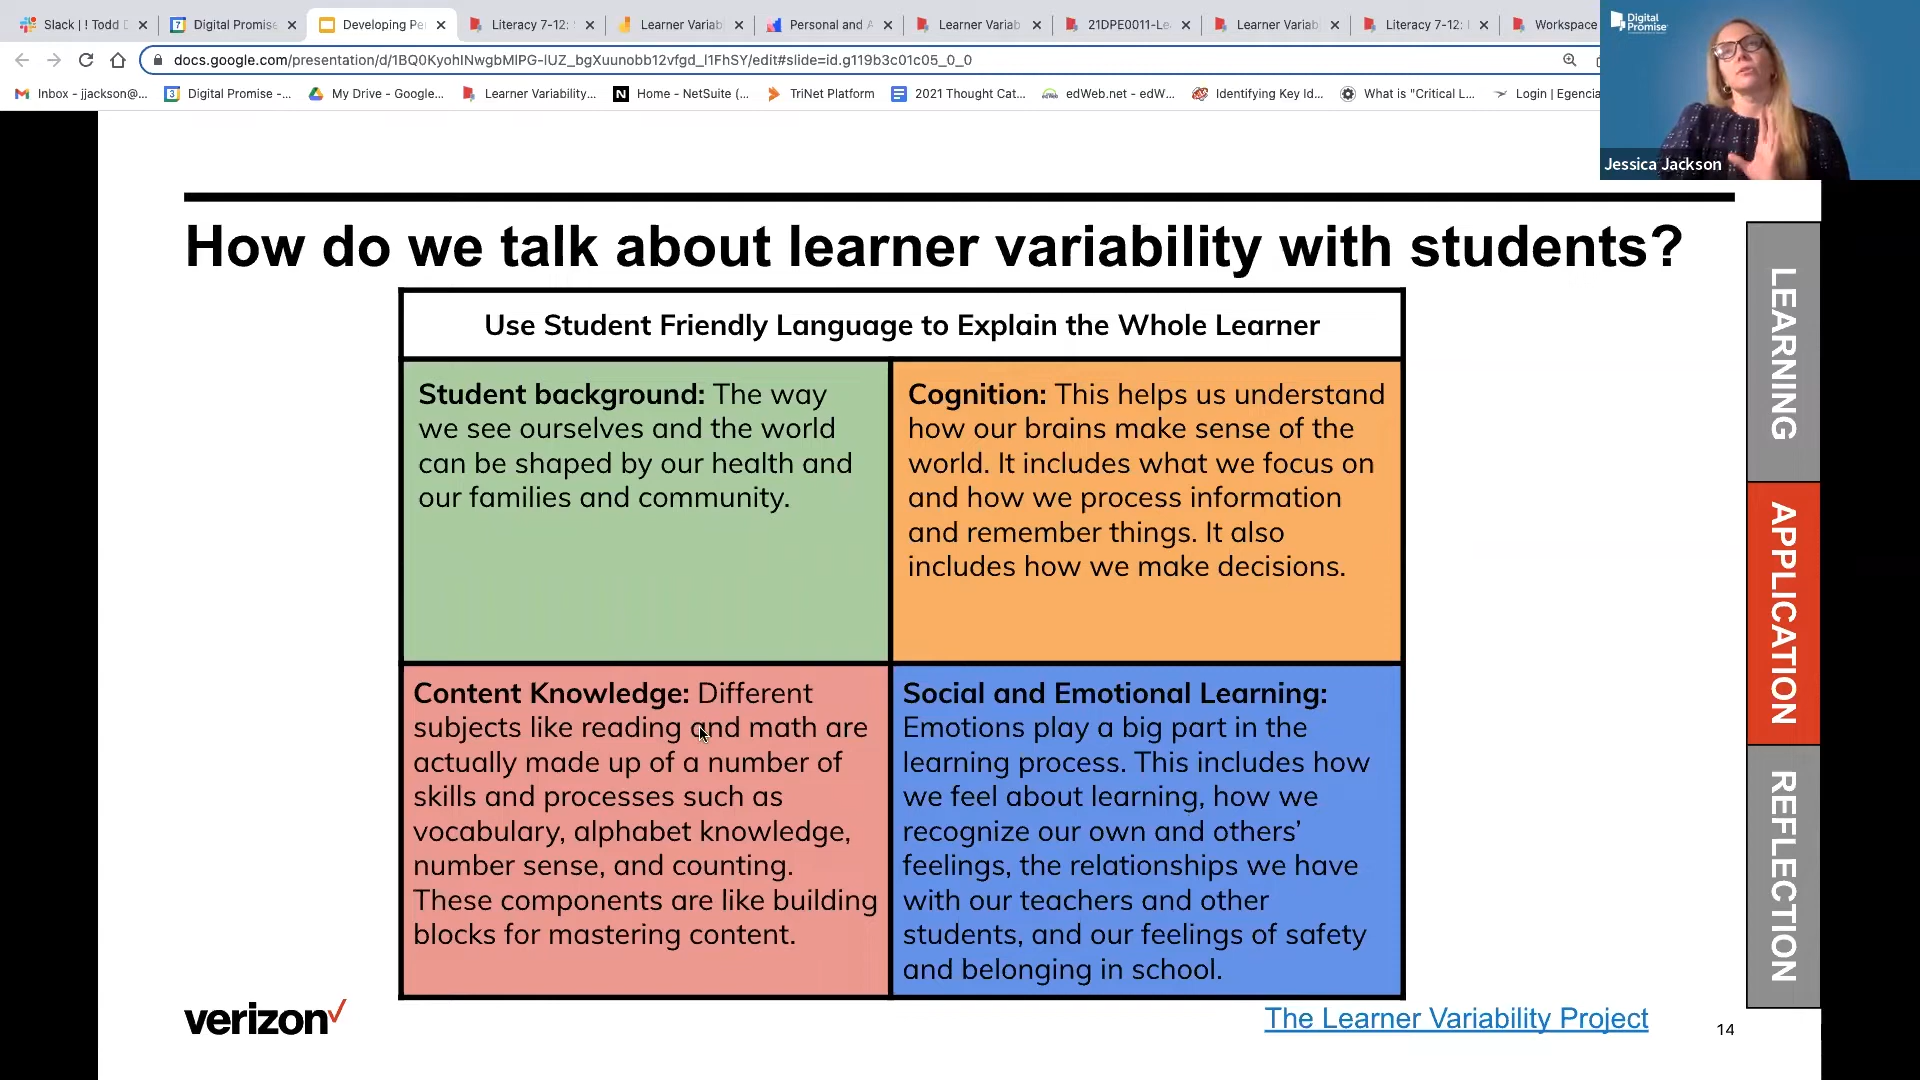 Slack | ! Todd D
Digital Promise
Developing Pe
Literacy 7-12:
Learner Variab
Personal and A
Learner Variab
21DPE0011-Le
Learner Variab
Literacy 7-12:
Workspace
docs.google.com/presentation/d/1BQ0KyohINwgbMlPG-lUZ_bgXuunobb12vfgd_l1FhSY/edit#slide=id.g119b3c01c05_0_0
Inbox - jjackson@...
Digital Promise -...
My Drive - Google...
Learner Variability...
Home - NetSuite (...
TriNet Platform
2021 Thought Cat...
edWeb.net - edW...
Identifying Key Id...
What is "Critical L...
Login | Egencia
Digital
Promise
Jessica Jackson
How do we talk about learner variability with students?
Use Student Friendly Language to Explain the Whole Learner
Student background: The way
we see ourselves and the world
can be shaped by our health and
our families and community.
Cognition: This helps us understand
how our brains make sense of the
world. It includes what we focus on
and how we process information
and remember things. It also
includes how we make decisions.
Content Knowledge: Different
subjects like reading and math are
actually made up of a number of
skills and processes such as
vocabulary, alphabet knowledge,
number sense, and counting.
These components are like building
blocks for mastering content.
Social and Emotional Learning:
Emotions play a big part in the
learning process. This includes how
we feel about learning, how we
recognize our own and others’
feelings, the relationships we have
with our teachers and other
students, and our feelings of safety
and belonging in school.
LEARNING
APPLICATION
REFLECTION
verizon
The Learner Variability Project
14